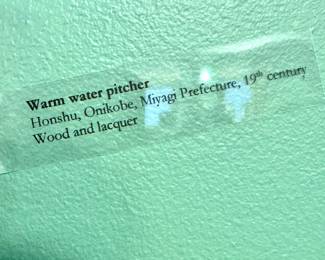 Warm water pitcher
Honshu, Onikobe, Miyagi Prefecture, 19th century
Wood and lacquer